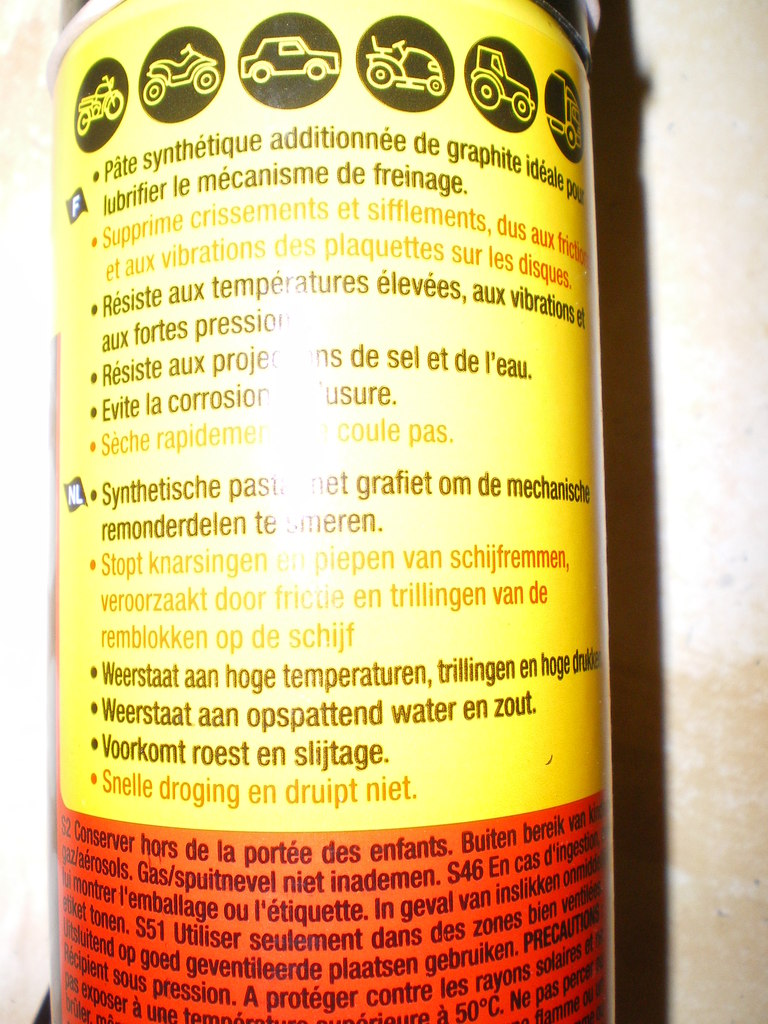 • Pâte synthétique additionnée de graphite idéale pour
F
lubrifier le mécanisme de freinage.
• Supprime crissements et sifflements, dus aux friction
et aux vibrations des plaquettes sur les disques.
• Résiste aux températures élevées, aux vibrations et
aux fortes pression
• Résiste aux projections de sel et de l'eau.
• Evite la corrosion usure.
• Sèche rapidement coule pas.
NL
• Synthetische pasta met grafiet om de mechanische
remonderdelen te smeren.
• Stopt knarsingen en piepen van schijfremmen,
veroorzaakt door frictie en trillingen van de
remblokken op de schijf
• Weerstaat aan hoge temperaturen, trillingen en hoge drukken
• Weerstaat aan opspattend water en zout.
• Voorkomt roest en slijtage.
• Snelle droging en druipt niet.
S2 Conserver hors de la portée des enfants. Buiten bereik van
gaz/aérosols. Gas/spuitnevel niet inademen. S46 En cas d'ingestion,
lui montrer l'emballage ou l'étiquette. In geval van inslikken
etiket tonen. S51 Utiliser seulement dans des zones bien ventilées.
Uitsluitend op goed geventileerde plaatsen gebruiken. PRECAUTIONS
Récipient sous pression. A protéger contre les rayons solaires et
pas exposer à une température supérieure à 50°C. Ne pas percer
brûler, flamme ou